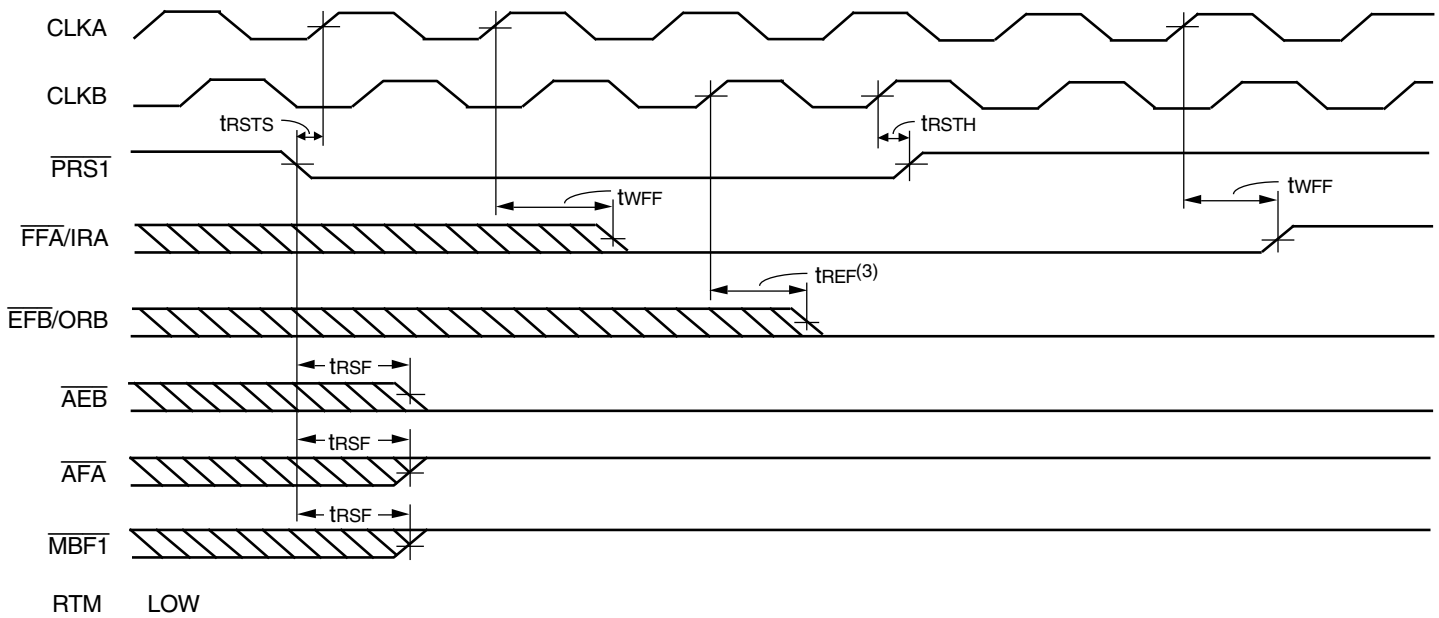 CLKA
CLKB
tRSTS
tRSTH
PRS1
tWFF
tWFF
FFA/IRA
tREF(3)
EFB/ORB
tRSF
AEB
tRSF
AFA
tRSF
MBF1
RTM LOW